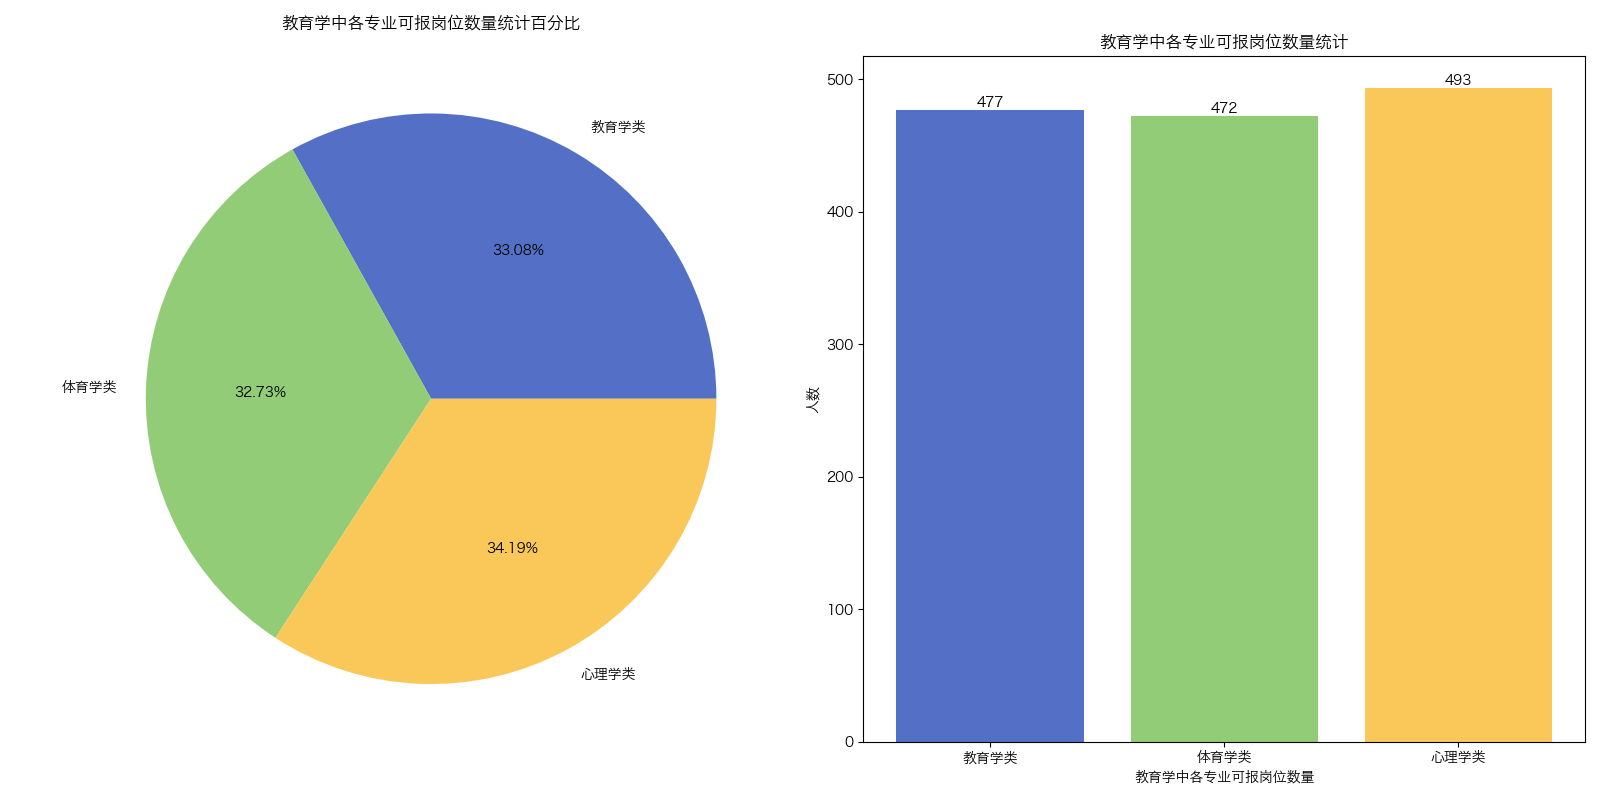 教育学中各专业可报岗位数量统计百分比
教育学类
33.08%
体育学类
32.73%
34.19%
心理学类
教育学中各专业可报岗位数量统计
500
400
300
200
100
0
人数
477
472
493
教育学类
体育学类
心理学类
教育学中各专业可报岗位数量